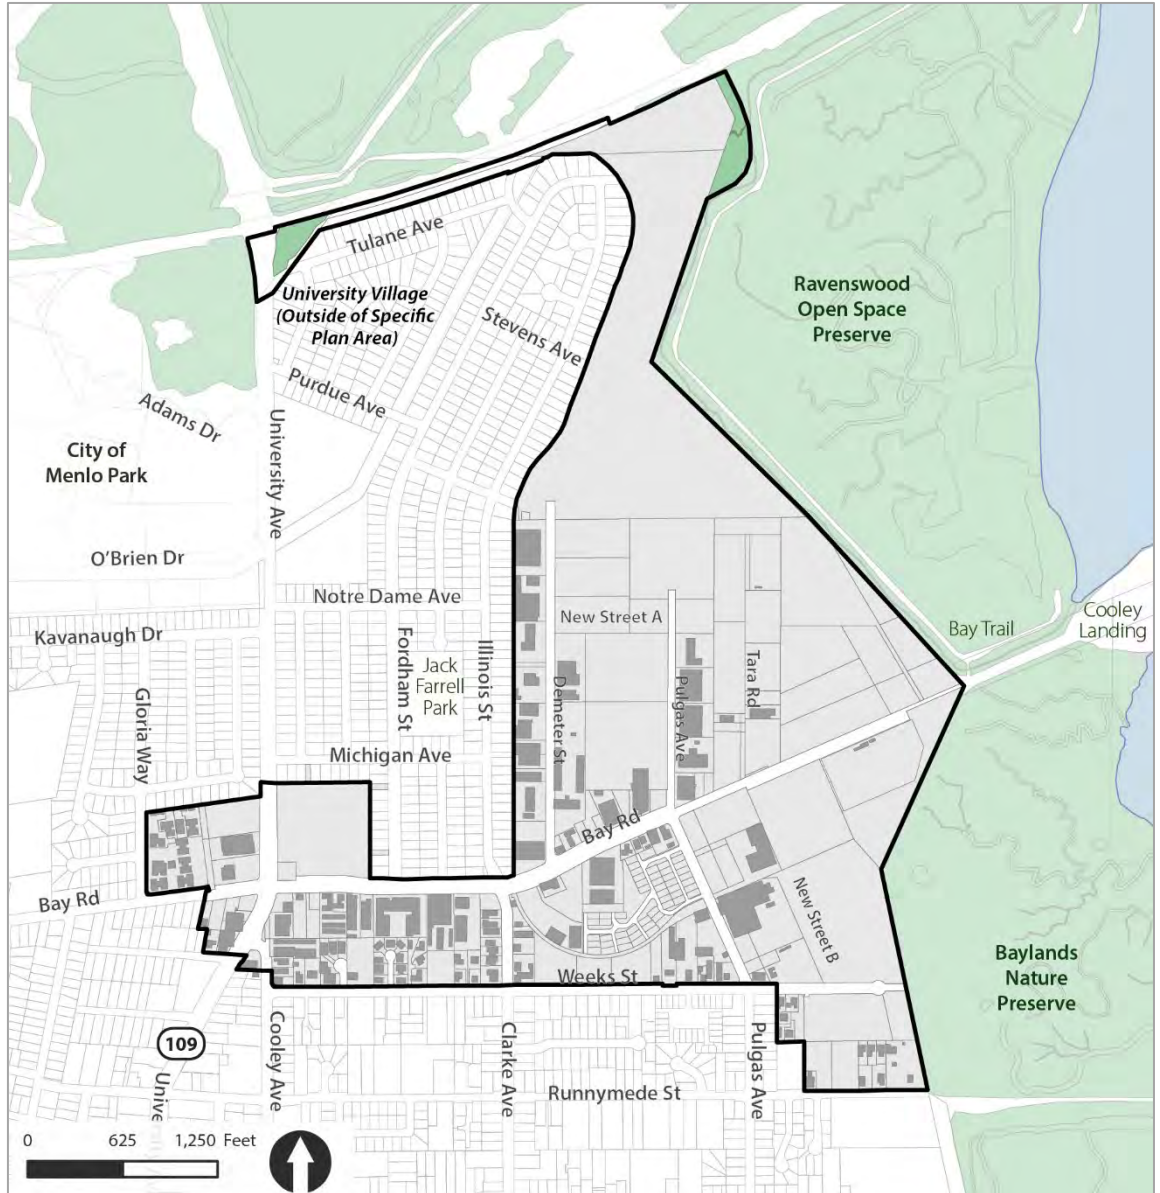 Tulane Ave
University Village
(Outside of Specific
Plan Area)
Stevens Ave
Purdue Ave
Adams Dr
University Ave
City of
Menlo Park
Ravenswood
Open Space
Preserve
O'Brien Dr
Notre Dame Ave
Kavanaugh Dr
Fordham St
Jack
Farrell
Park
Illinois St
New Street A
Demeter St
Pulgas Ave
Tara Rd
Bay Trail
Cooley
Landing
Gloria Way
Michigan Ave
Bay Rd
Bay Rd
New Street B
Weeks St
Baylands
Nature
Preserve
109
Cooley Ave
Clarke Ave
Pulgas Ave
Runnymede St
Unive
0 625 1,250 Feet